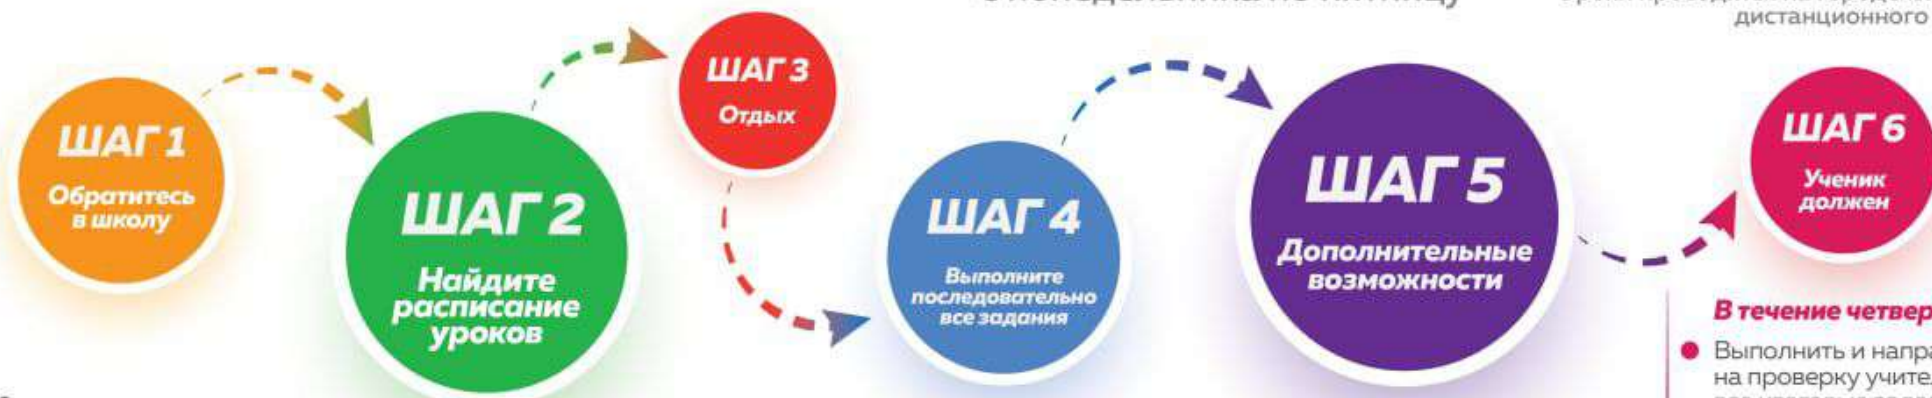 дистанционного
ШАГ 1
Обратитесь
в школу
ШАГ 2
Найдите
расписание
уроков
ШАГ 3
Отдых
ШАГ 4
Выполните
последовательно
все задания
ШАГ 5
Дополнительные
возможности
ШАГ 6
Ученик
должен
В течение четвер
Выполнить и напра
на проверку учите